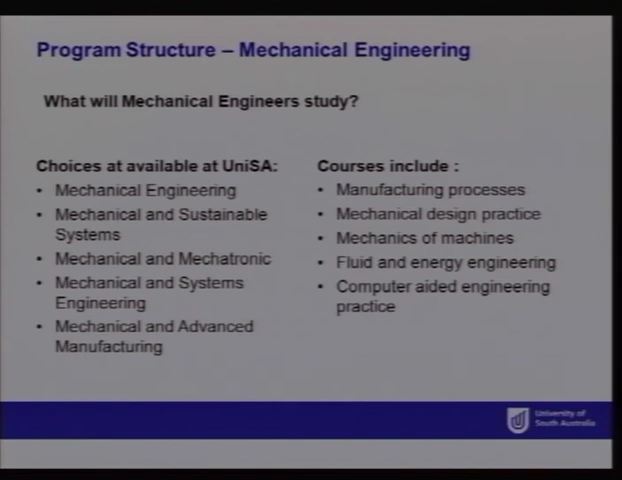 Program Structure – Mechanical Engineering
What will Mechanical Engineers study?
Choices at available at UniSA:
• Mechanical Engineering
• Mechanical and Sustainable
Systems
• Mechanical and Mechatronic
• Mechanical and Systems
Engineering
• Mechanical and Advanced
Manufacturing
Courses include :
• Manufacturing processes
• Mechanical design practice
• Mechanics of machines
• Fluid and energy engineering
• Computer aided engineering
practice
University of
South Australia